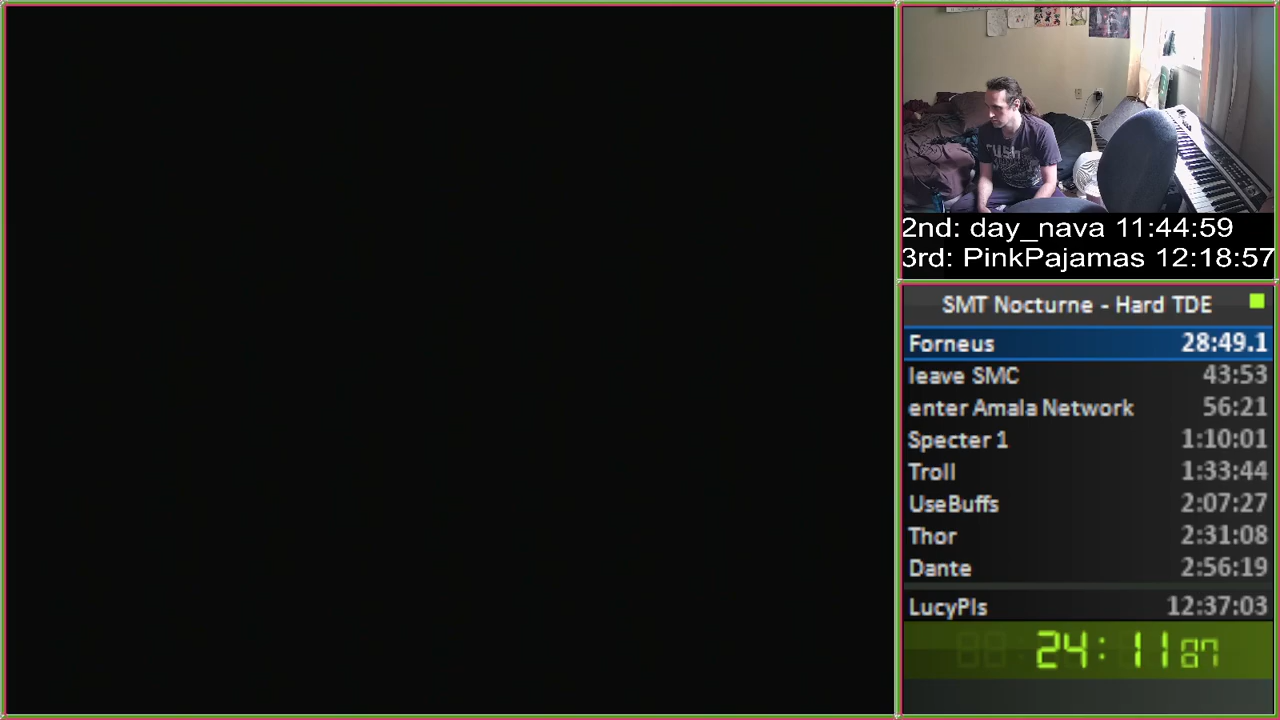 2nd: day_nava 11:44:59
3rd: PinkPajamas 12:18:57
SMT Nocturne - Hard TDE
Forneus 28:49.1
leave SMC 43:53
enter Amala Network 56:21
Specter 1 1:10:01
Troll 1:33:44
UseBuffs 2:07:27
Thor 2:31:08
Dante 2:56:19
LucyPls 12:37:03
24:11 87